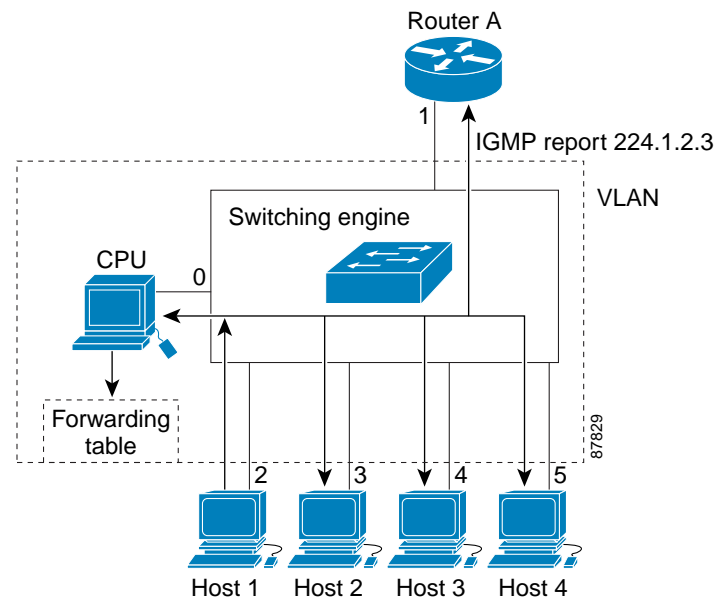 Router A
1
IGMP report 224.1.2.3
VLAN
Switching engine
CPU
0
Forwarding
table
87829
2
3
4
5
Host 1
Host 2
Host 3
Host 4